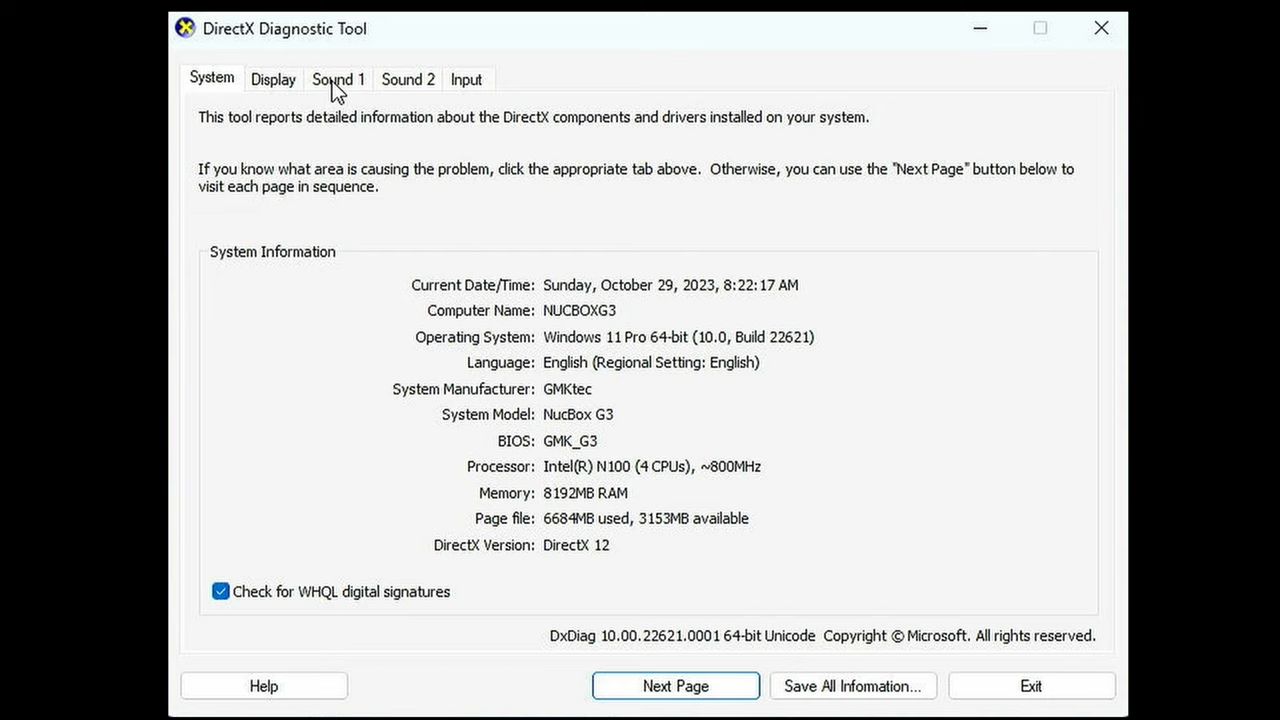 DirectX Diagnostic Tool
System Display Sound 1 Sound 2 Input
This tool reports detailed information about the DirectX components and drivers installed on your system.
If you know what area is causing the problem, click the appropriate tab above.  Otherwise, you can use the "Next Page" button below to
visit each page in sequence.
System Information
Current Date/Time: Sunday, October 29, 2023, 8:22:17 AM
Computer Name: NUCBOXG3
Operating System: Windows 11 Pro 64-bit (10.0, Build 22621)
Language: English (Regional Setting: English)
System Manufacturer: GMKtec
System Model: NucBox G3
BIOS: GMK_G3
Processor: Intel(R) N100 (4 CPUs), ~800MHz
Memory: 8192MB RAM
Page file: 6684MB used, 3153MB available
DirectX Version: DirectX 12
Check for WHQL digital signatures
DxDiag 10.00.22621.0001 64-bit Unicode  Copyright © Microsoft. All rights reserved.
Help Next Page Save All Information... Exit